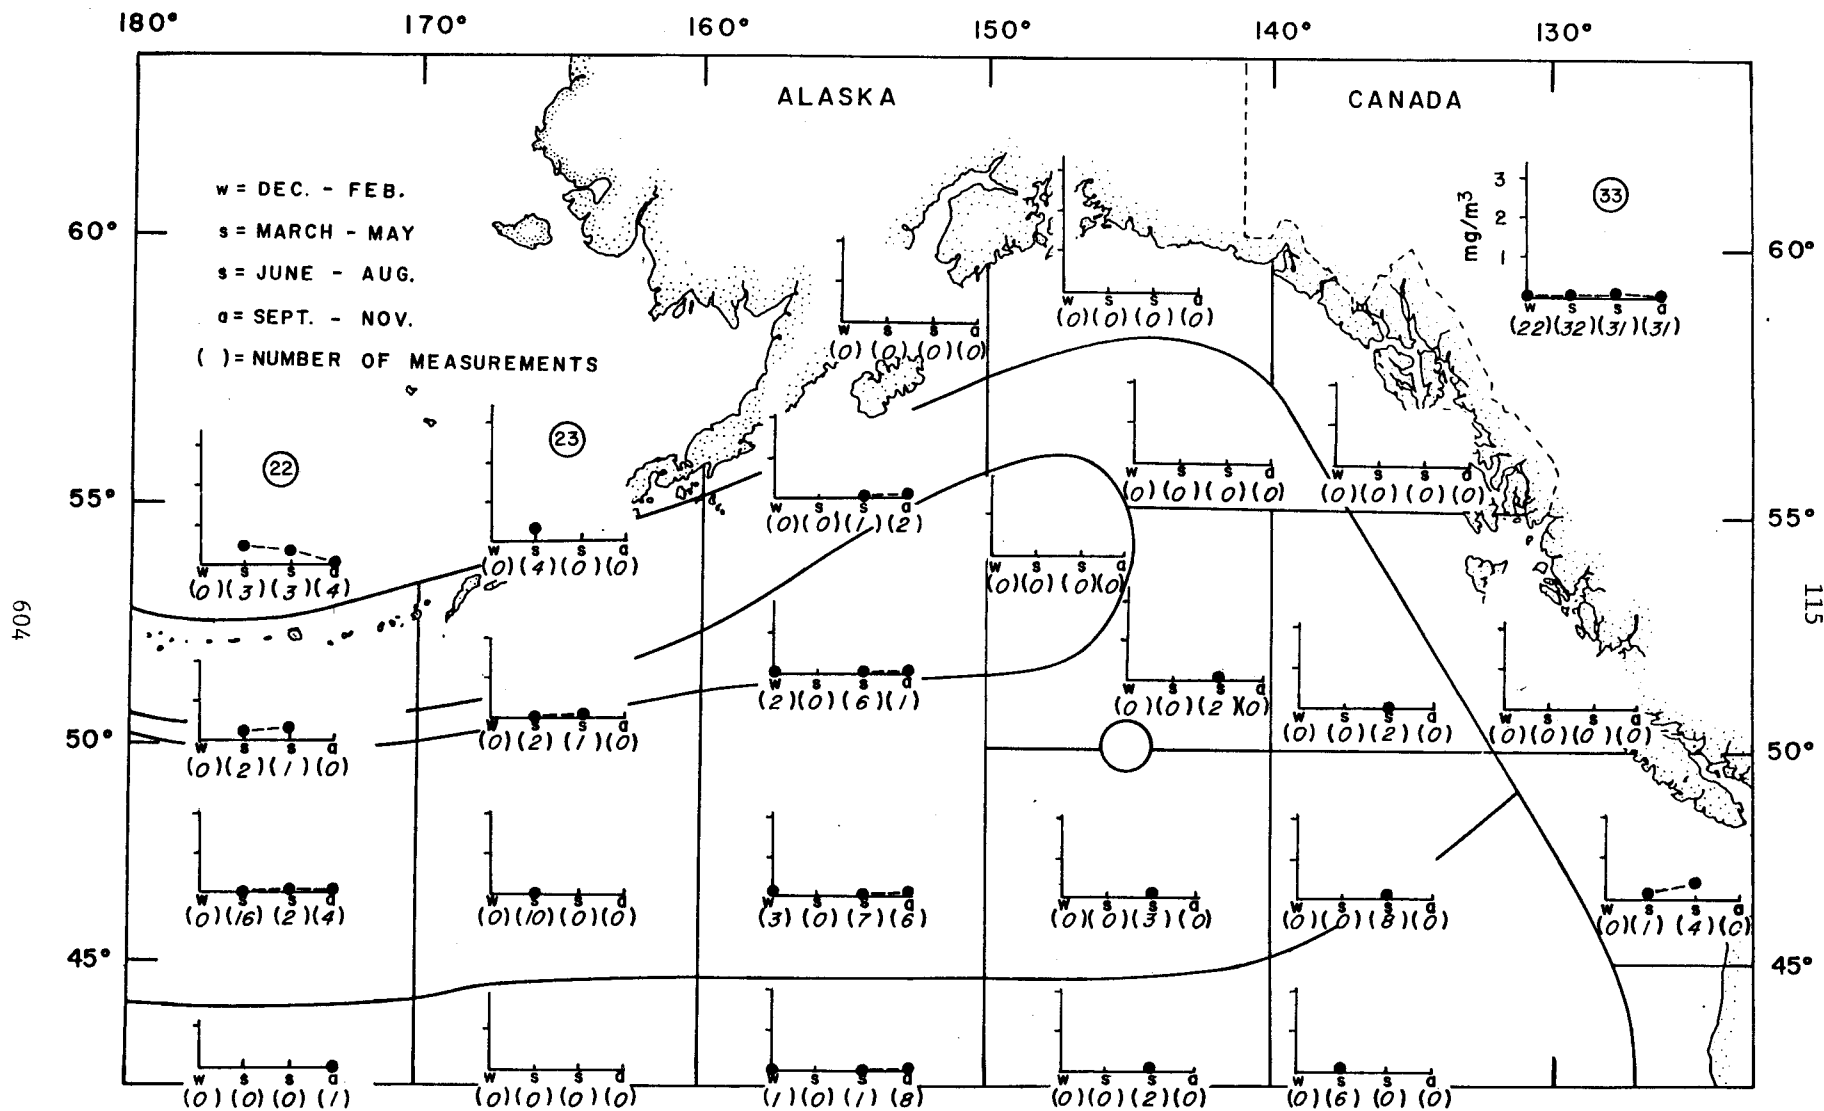 180° 170° 160° 150° 140° 130°
ALASKA CANADA
w = DEC. - FEB.
s = MARCH - MAY
s = JUNE - AUG.
a = SEPT. - NOV.
( ) = NUMBER OF MEASUREMENTS
60°
60°
33
mg/m³
3
2
1
w s s a
(22)(32)(31)(31)
w s s a
(0)(0)(0)(0)
w s s a
(0)(0)(0)(0)
22
w s s a
(0)(3)(3)(4)
23
w s s a
(0)(4)(0)(0)
w s s a
(0)(0)(1)(2)
w s s a
(0)(0)(0)(0)
w s s a
(0)(0)(0)(0)
w s s a
(0)(0)(0)(0)
55°
55°
604
115
w s s a
(0)(2)(1)(0)
w s s a
(0)(2)(1)(0)
w s s a
(2)(0)(6)(1)
w s s a
(0)(0)(2)(0)
w s s a
(0)(0)(2)(0)
w s s a
(0)(0)(0)(0)
50°
50°
w s s a
(0)(16)(2)(4)
w s s a
(0)(10)(0)(0)
w s s a
(3)(0)(7)(6)
w s s a
(0)(0)(3)(0)
w s s a
(0)(0)(8)(0)
w s s a
(0)(1)(4)(0)
45°
45°
w s s a
(0)(0)(0)(1)
w s s a
(0)(0)(0)(0)
w s s a
(1)(0)(1)(8)
w s s a
(0)(0)(2)(0)
w s s a
(0)(6)(0)(0)